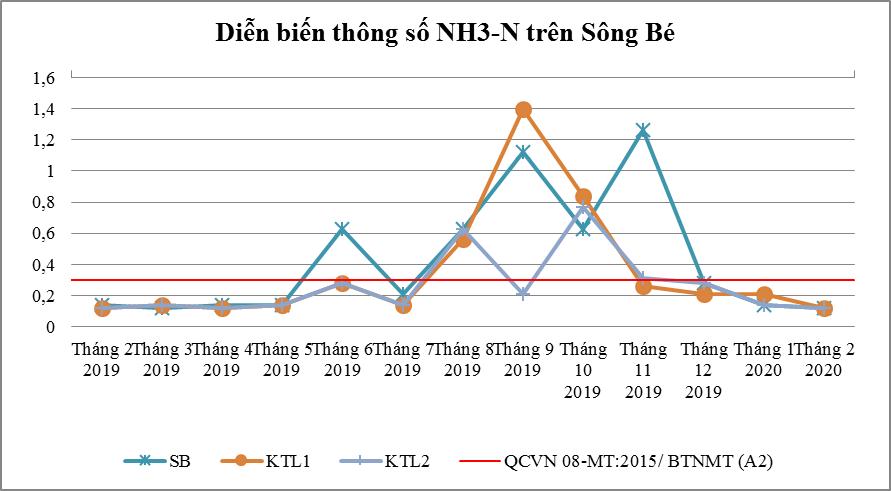 Diễn biến thông số NH3-N trên Sông Bé
1,6
1,4
1,2
1
0,8
0,6
0,4
0,2
0
Tháng 2 Tháng 3 Tháng 4 Tháng 5 Tháng 6 Tháng 7 Tháng 8 Tháng 9 Tháng Tháng Tháng Tháng 1 Tháng 2
2019 2019 2019 2019 2019 2019 2019 2019 10 11 12 2020 2020
2019 2019 2019
SB KTL1 KTL2 QCVN 08-MT:2015/ BTNMT (A2)